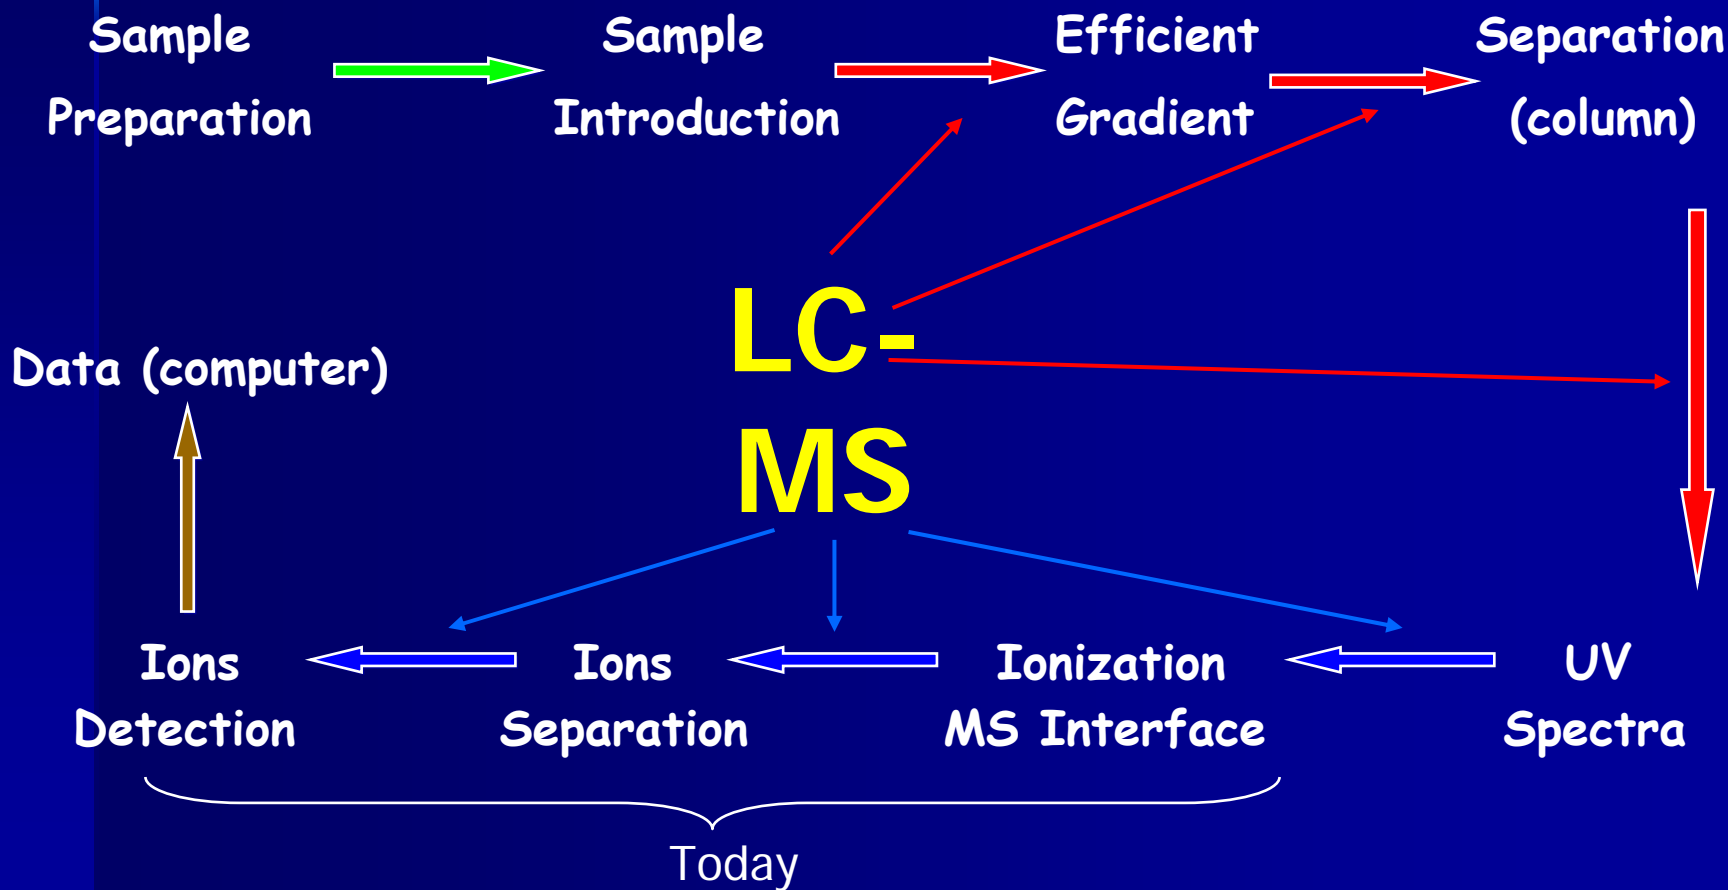 Sample
Preparation
Sample
Introduction
Efficient
Gradient
Separation
(column)
LC-
MS
Data (computer)
Ions
Detection
Ions
Separation
Ionization
MS Interface
UV
Spectra
Today